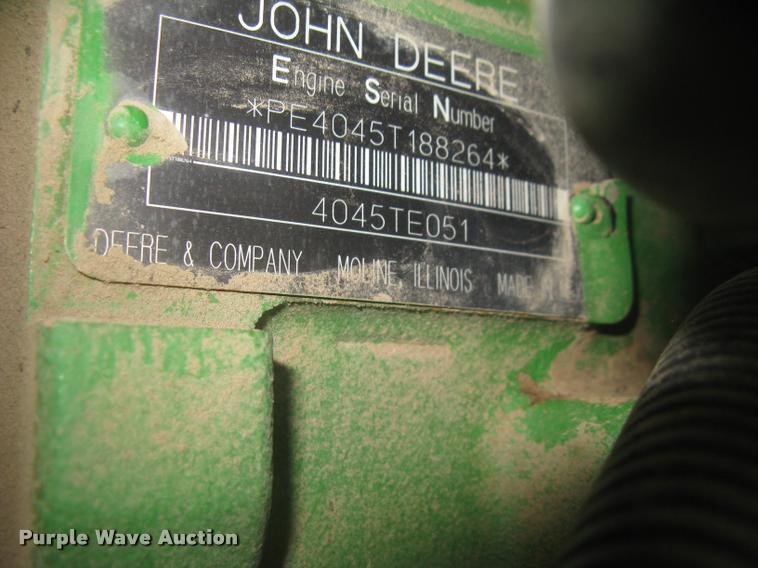 JOHN DEERE
Engine Serial Number
*PE4045T188264*
4045TE051
DEERE & COMPANY MOLINE, ILLINOIS MADE
Purple Wave Auction